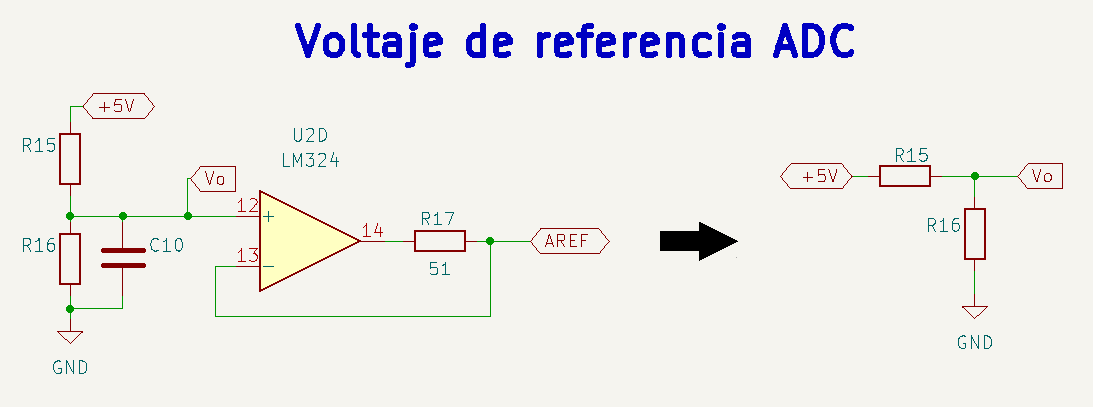 Voltaje de referencia ADC
+5V
R15
Vo
U2D
LM324
12
+
14
R17
R16
C10
13
-
51
AREF
GND
+5V
R15
Vo
R16
GND